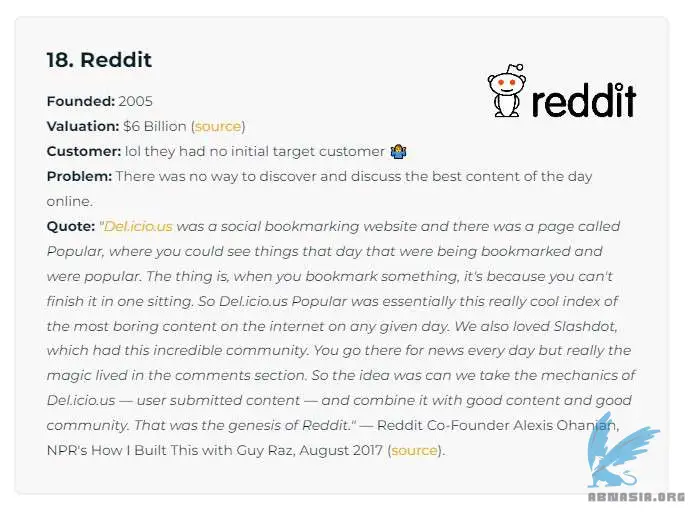 18. Reddit
reddit
Founded: 2005
Valuation: $6 Billion (source)
Customer: lol they had no initial target customer 🤷
Problem: There was no way to discover and discuss the best content of the day
online.
Quote: "Del.icio.us was a social bookmarking website and there was a page called
Popular, where you could see things that day that were being bookmarked and
were popular. The thing is, when you bookmark something, it's because you can't
finish it in one sitting. So Del.icio.us Popular was essentially this really cool index of
the most boring content on the internet on any given day. We also loved Slashdot,
which had this incredible community. You go there for news every day but really the
magic lived in the comments section. So the idea was can we take the mechanics of
Del.icio.us — user submitted content — and combine it with good content and good
community. That was the genesis of Reddit." — Reddit Co-Founder Alexis Ohanian,
NPR's How I Built This with Guy Raz, August 2017 (source).
ABNASIA.ORG